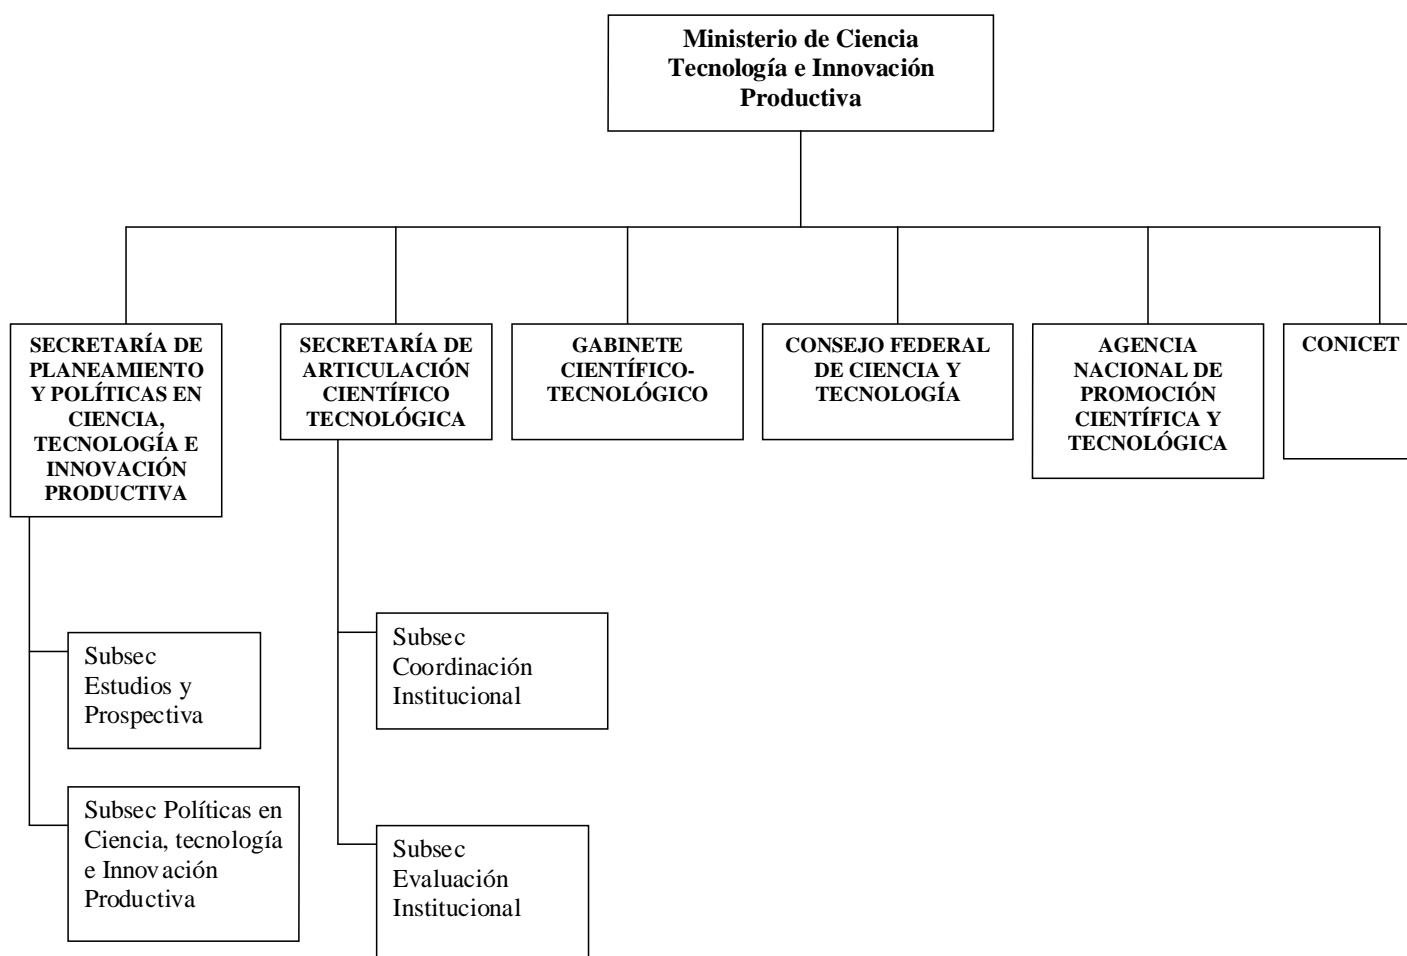 Ministerio de Ciencia
Tecnología e Innovación
Productiva
SECRETARÍA DE
PLANEAMIENTO
Y POLÍTICAS EN
CIENCIA,
TECNOLOGÍA E
INNOVACIÓN
PRODUCTIVA
SECRETARÍA DE
ARTICULACIÓN
CIENTÍFICO
TECNOLÓGICA
GABINETE
CIENTÍFICO-
TECNOLÓGICO
CONSEJO FEDERAL
DE CIENCIA Y
TECNOLOGÍA
AGENCIA
NACIONAL DE
PROMOCIÓN
CIENTÍFICA Y
TECNOLÓGICA
CONICET
Subsec
Estudios y
Prospectiva
Subsec Políticas en
Ciencia, tecnología
e Innovación
Productiva
Subsec
Coordinación
Institucional
Subsec
Evaluación
Institucional